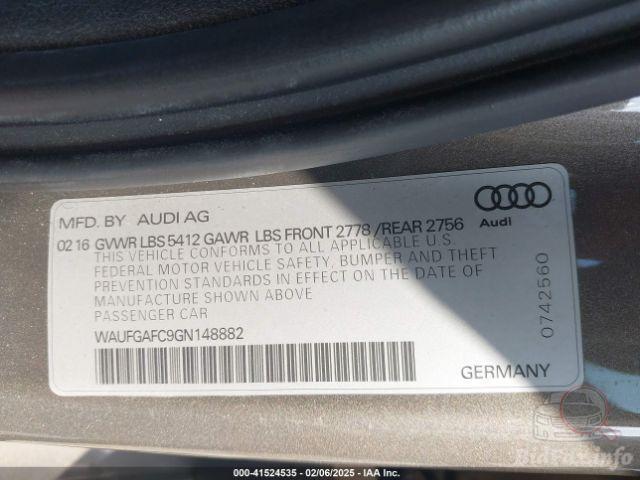 MFD. BY AUDI AG
02 16 GVWR LBS 5412 GAWR LBS FRONT 2778 /REAR 2756
Audi
THIS VEHICLE CONFORMS TO ALL APPLICABLE U.S.
FEDERAL MOTOR VEHICLE SAFETY, BUMPER AND THEFT
PREVENTION STANDARDS IN EFFECT ON THE DATE OF
MANUFACTURE SHOWN ABOVE
PASSENGER CAR
WAUFGAFC9GN148882
0742560
GERMANY
BidFax.info
000-41524535 - 02/06/2025 - IAA Inc.